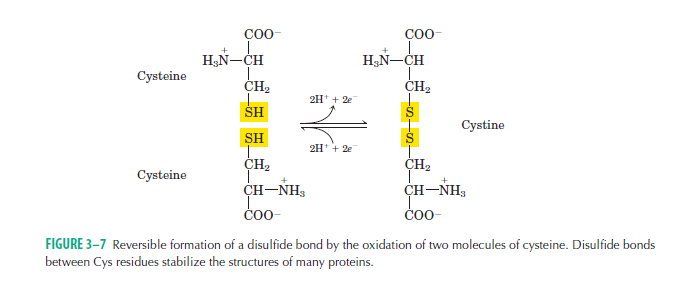 COO⁻ COO⁻
H₃N⁺—CH H₃N⁺—CH
Cysteine
CH₂ CH₂
2H⁺ + 2e⁻
SH S
Cystine
SH S
2H⁺ + 2e⁻
CH₂ CH₂
Cysteine
CH—N⁺H₃ CH—N⁺H₃
COO⁻ COO⁻
FIGURE 3–7 Reversible formation of a disulfide bond by the oxidation of two molecules of cysteine. Disulfide bonds
between Cys residues stabilize the structures of many proteins.